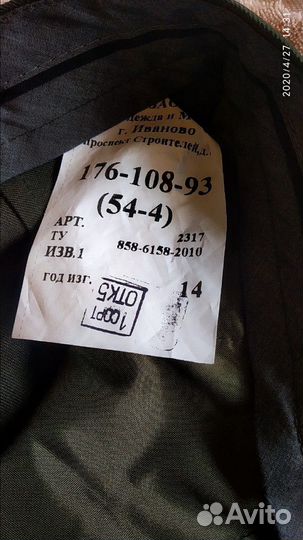 2020/4/27 14:31
г. Иваново
Проспект Строителей,д.
176-108-93
(54-4)
АРТ. 2317
ТУ 858-6158-2010
ИЗВ.1
ГОД ИЗГ. 14
1 СОРТ
ОТК5
Avito